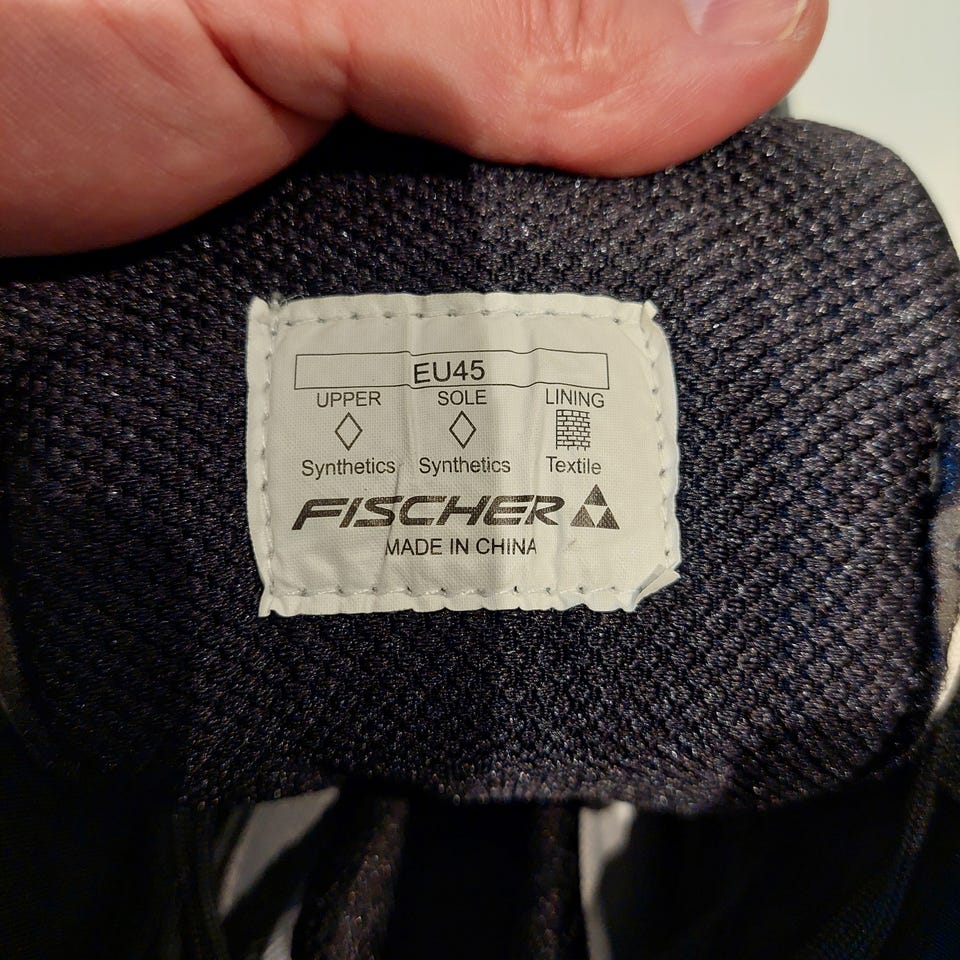 EU45
UPPER SOLE LINING
Synthetics Synthetics Textile
FISCHER
MADE IN CHINA